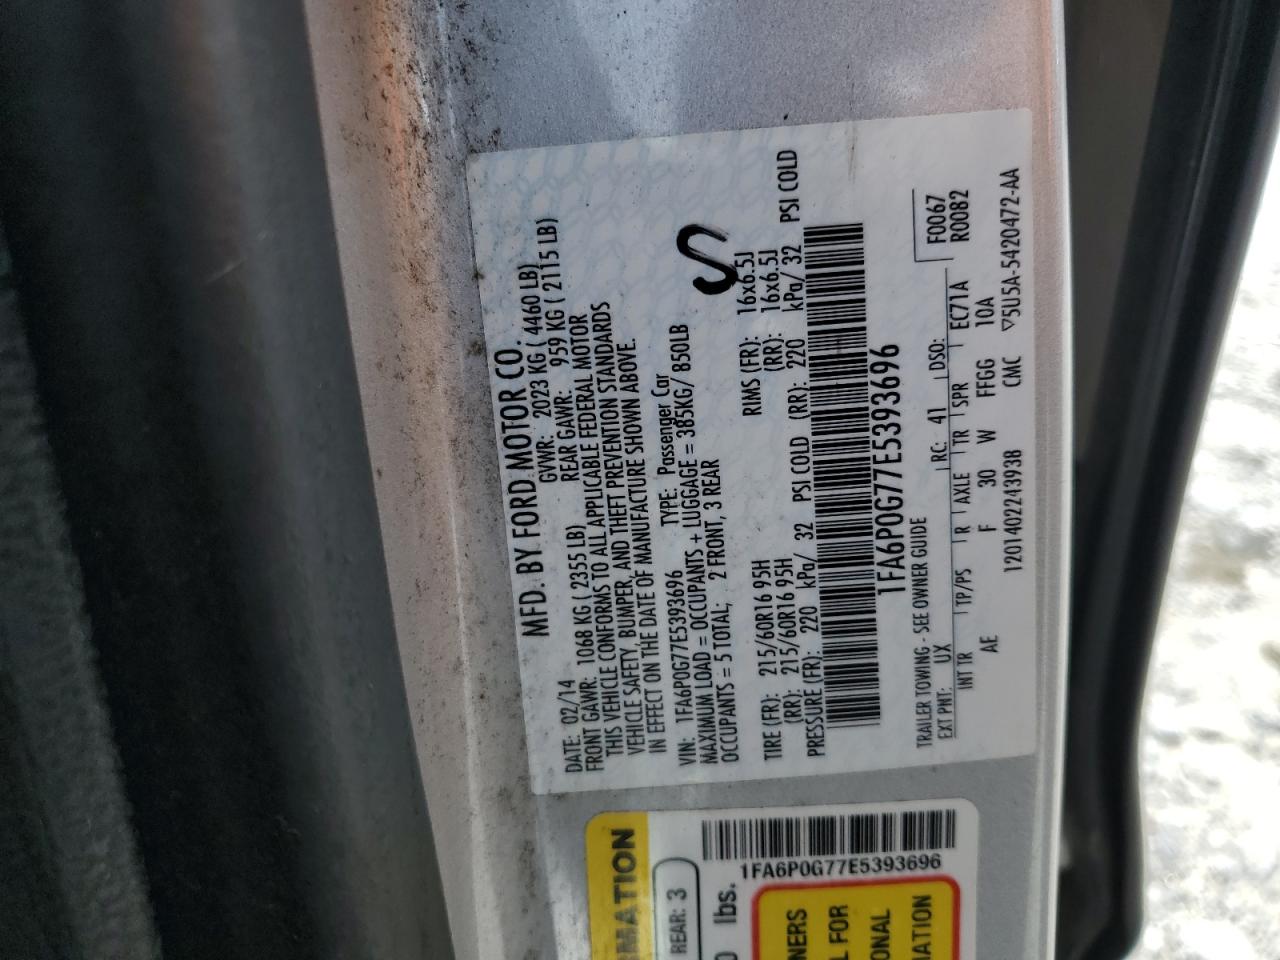 MFD. BY FORD MOTOR CO.
DATE: 02/14 GVWR: 2023 KG ( 4460 LB)
FRONT GAWR: 1068 KG ( 2355 LB) REAR GAWR: 959 KG ( 2115 LB)
THIS VEHICLE CONFORMS TO ALL APPLICABLE FEDERAL MOTOR
VEHICLE SAFETY, BUMPER, AND THEFT PREVENTION STANDARDS
IN EFFECT ON THE DATE OF MANUFACTURE SHOWN ABOVE.
VIN: 1FA6P0G77E5393696 TYPE: Passenger Car
MAXIMUM LOAD = OCCUPANTS + LUGGAGE = 385KG/ 850LB
OCCUPANTS = 5 TOTAL; 2 FRONT, 3 REAR
S
TIRE (FR): 215/60R16 95H RIMS (FR): 16x6.5J
(RR): 215/60R16 95H (RR): 16x6.5J
PRESSURE (FR): 220 kPa/ 32 PSI COLD (RR): 220 kPa/ 32 PSI COLD
1FA6P0G77E5393696
TRAILER TOWING - SEE OWNER GUIDE F0067
EXT PNT: UX RC: 41 DSO: R0082
INT TR TP/PS R AXLE TR SPR EC71A
AE F 30 W FFGG 10A
1201402243938 CMC ▽5U5A-5420472-AA
MATION
REAR: 3
lbs.
1FA6P0G77E5393696
NERS
L FOR
IONAL
MATION